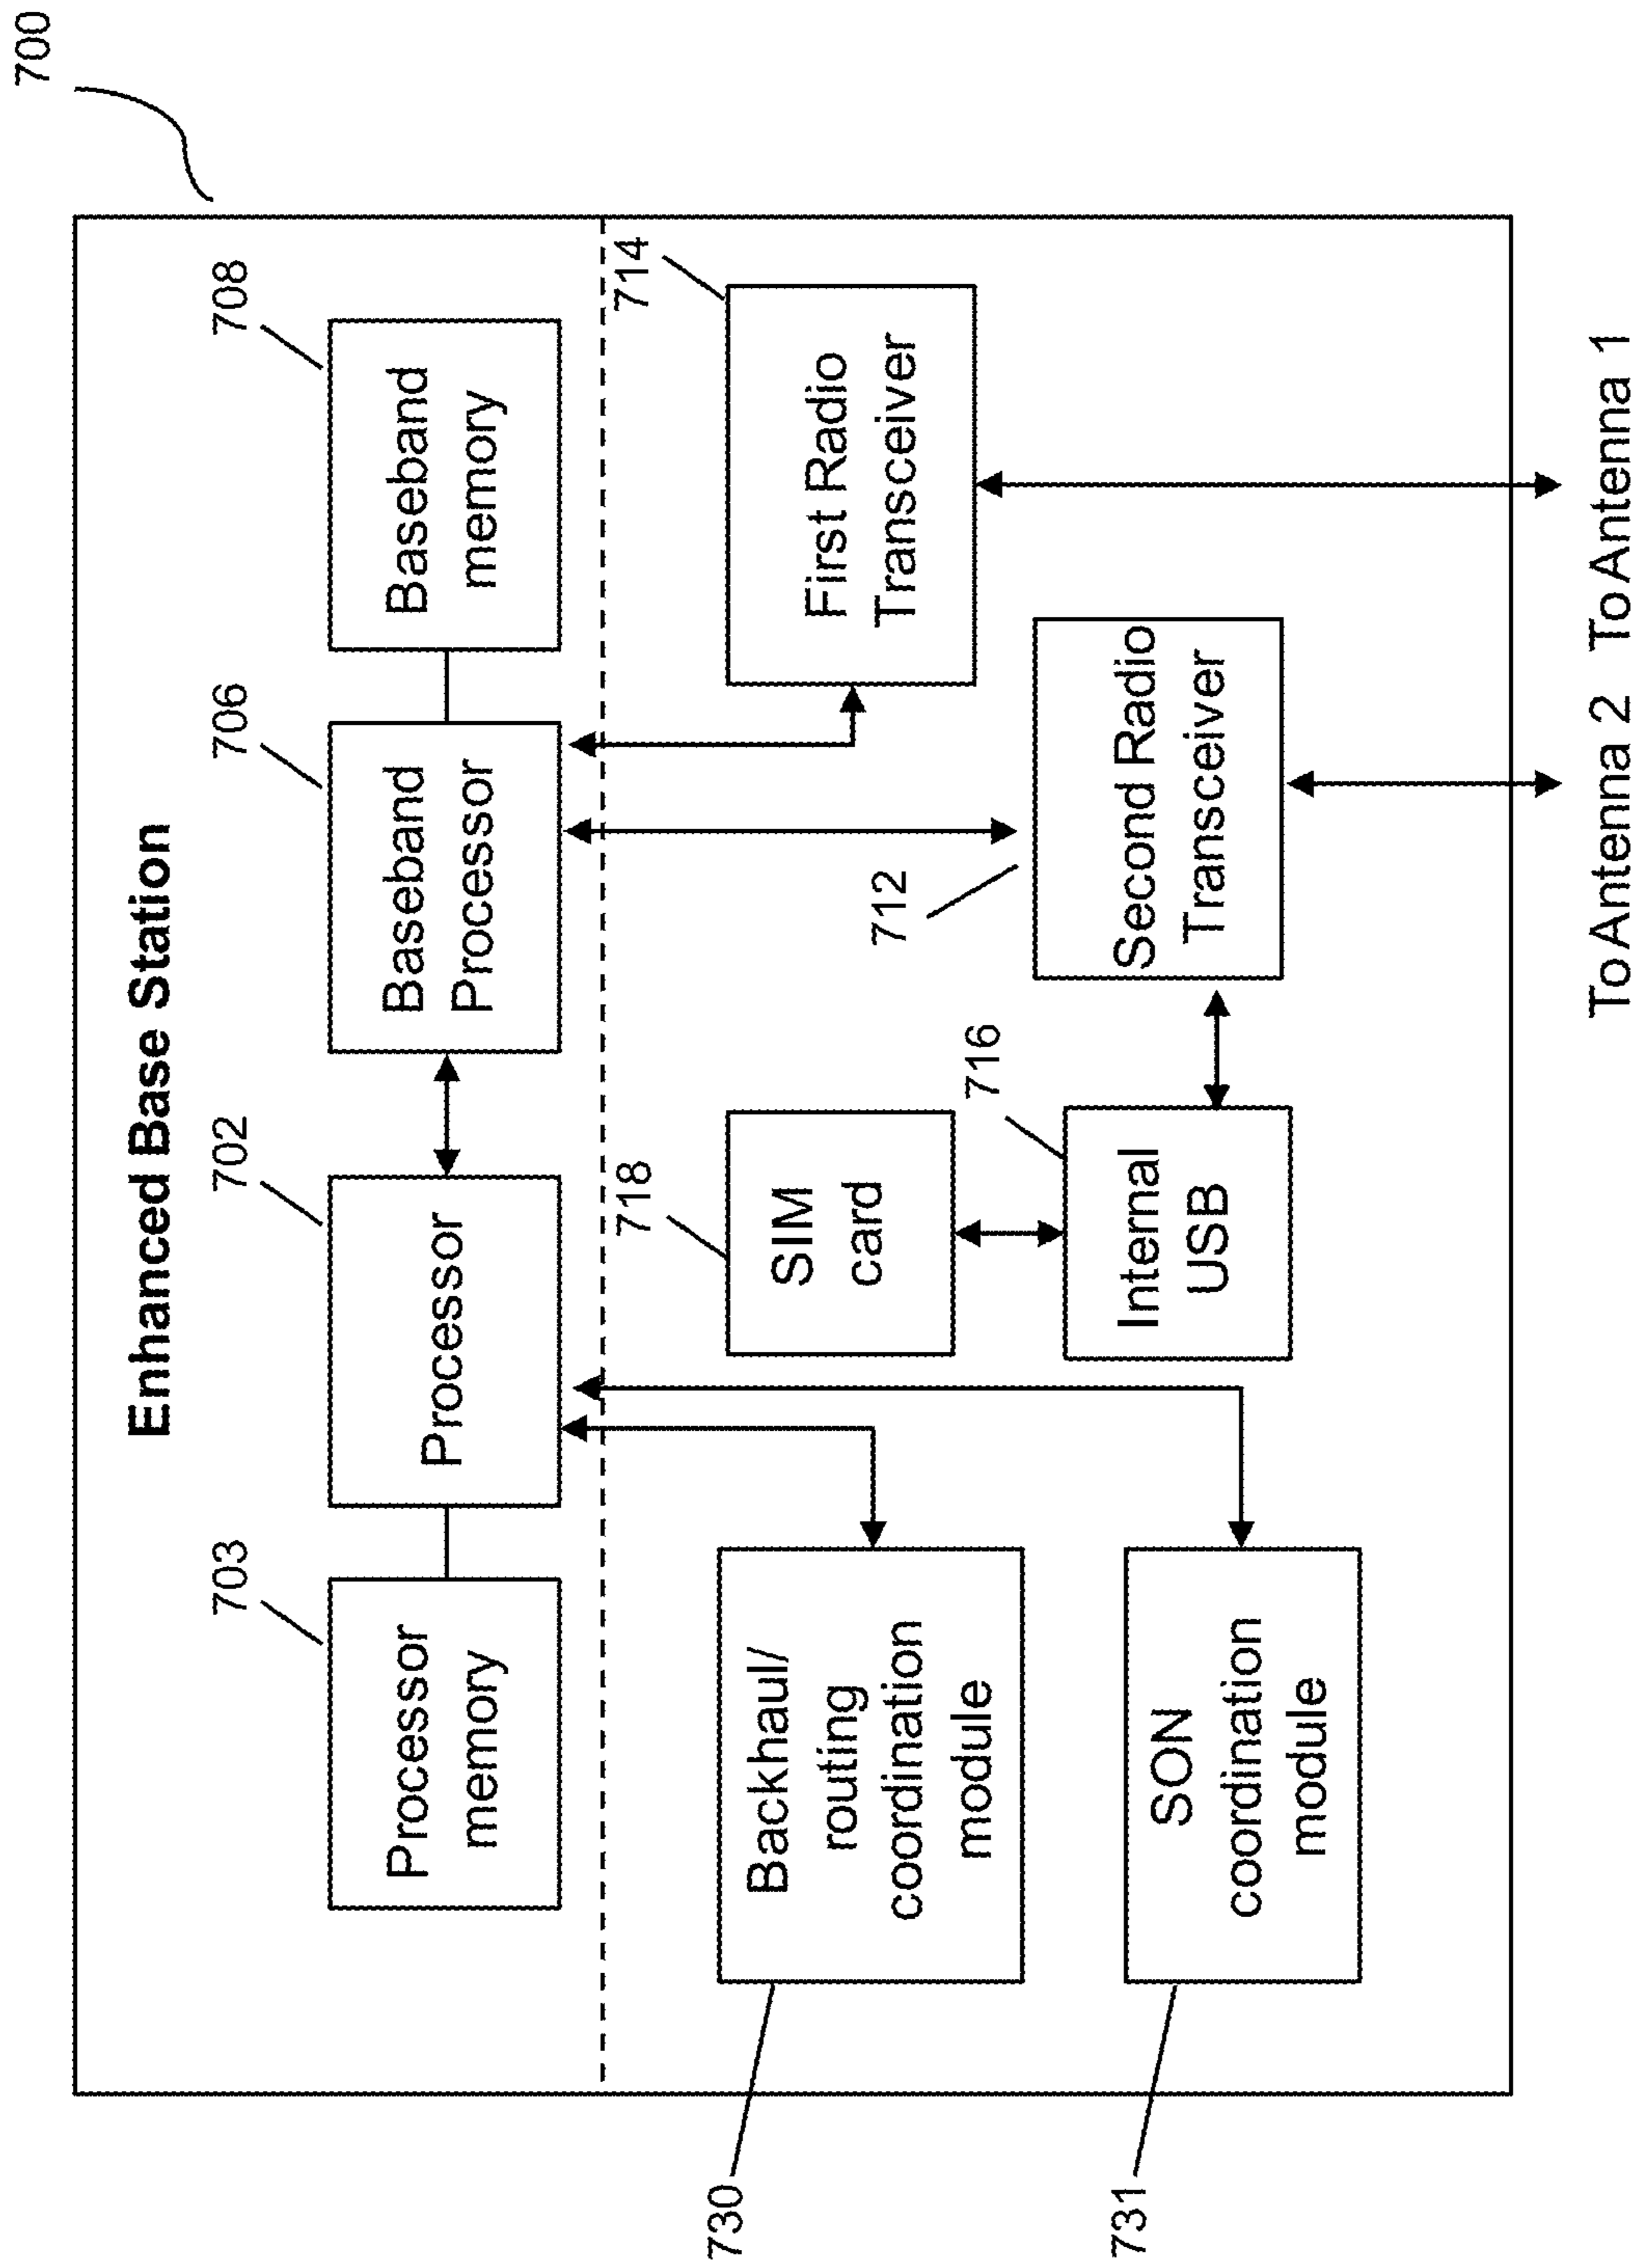 700
Enhanced Base Station
703
702
706
708
Processor
memory
Processor
Baseband
Processor
Baseband
memory
730
718
712
714
Backhaul/
routing
coordination
module
SIM
card
First Radio
Transceiver
731
716
SON
coordination
module
Internal
USB
Second Radio
Transceiver
To Antenna 2
To Antenna 1